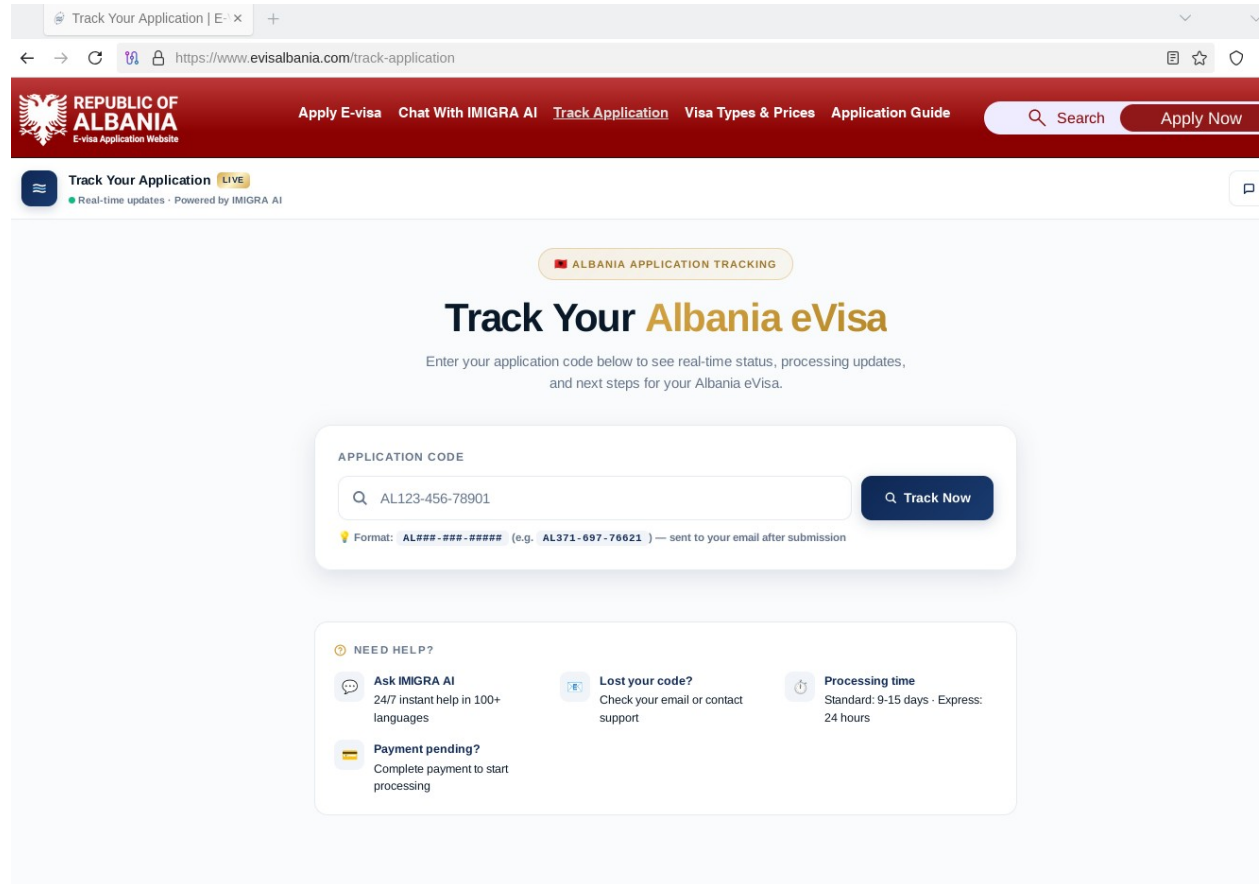 Track Your Application | E-V
https://www.evisalbania.com/track-application
REPUBLIC OF
ALBANIA
E-visa Application Website
Apply E-visa
Chat With IMIGRA AI
Track Application
Visa Types & Prices
Application Guide
Search
Apply Now
Track Your Application LIVE
Real-time updates · Powered by IMIGRA AI
ALBANIA APPLICATION TRACKING
Track Your Albania eVisa
Enter your application code below to see real-time status, processing updates,
and next steps for your Albania eVisa.
APPLICATION CODE
AL123-456-78901
Track Now
Format: AL###-###-##### (e.g. AL371-697-76621 ) — sent to your email after submission
NEED HELP?
Ask IMIGRA AI
24/7 instant help in 100+
languages
Lost your code?
Check your email or contact
support
Processing time
Standard: 9-15 days · Express:
24 hours
Payment pending?
Complete payment to start
processing